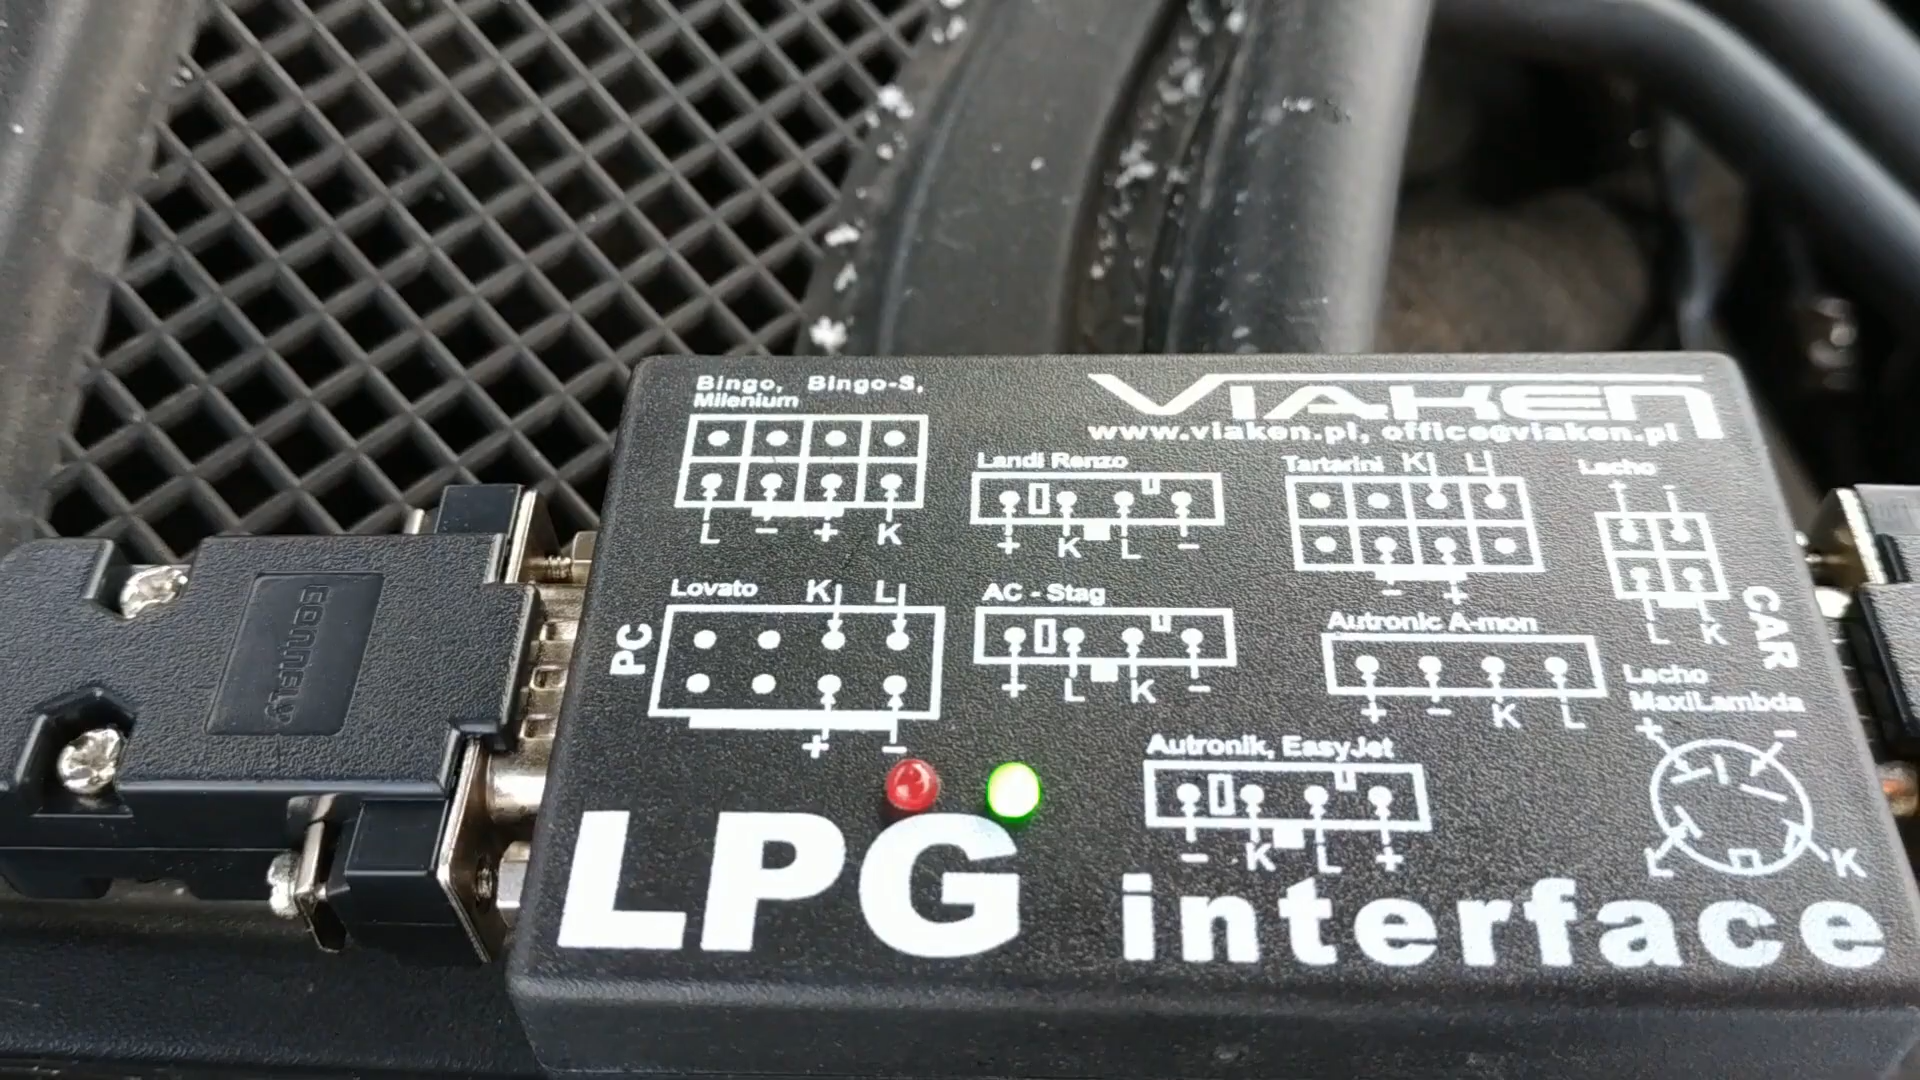 Bingo, Bingo-S,
Milenium
L - + K
VIAKEN
www.viaken.pl, office@viaken.pl
Landi Renzo
+ K L -
Tartarini K L
- +
Lecho
+ -
L K
Lovato K L
+ -
AC - Stag
+ L K -
Autronic A-mon
+ - K L
PC
CAR
Lecho
MaxiLambda
+ -
L K
Autronik, EasyJet
- K L +
LPG interface
CONNFLY